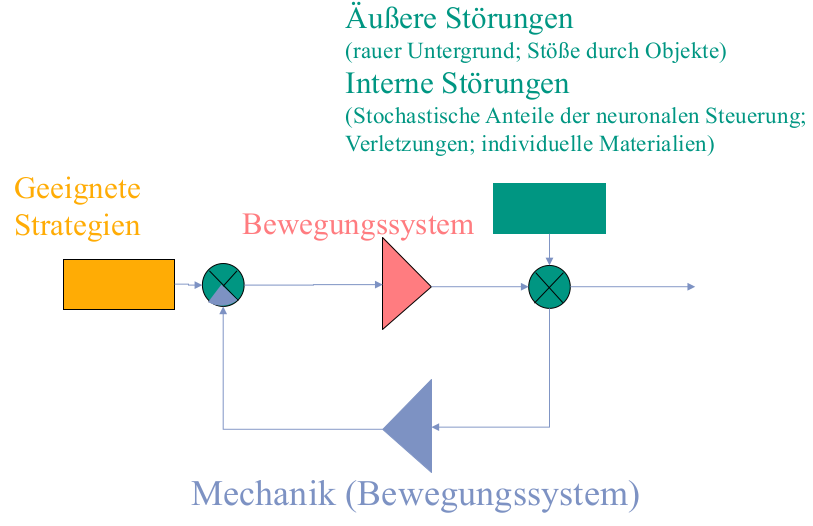 Äußere Störungen
(rauer Untergrund; Stöße durch Objekte)
Interne Störungen
(Stochastische Anteile der neuronalen Steuerung;
Verletzungen; individuelle Materialien)
Geeignete
Strategien
Bewegungssystem
Mechanik (Bewegungssystem)